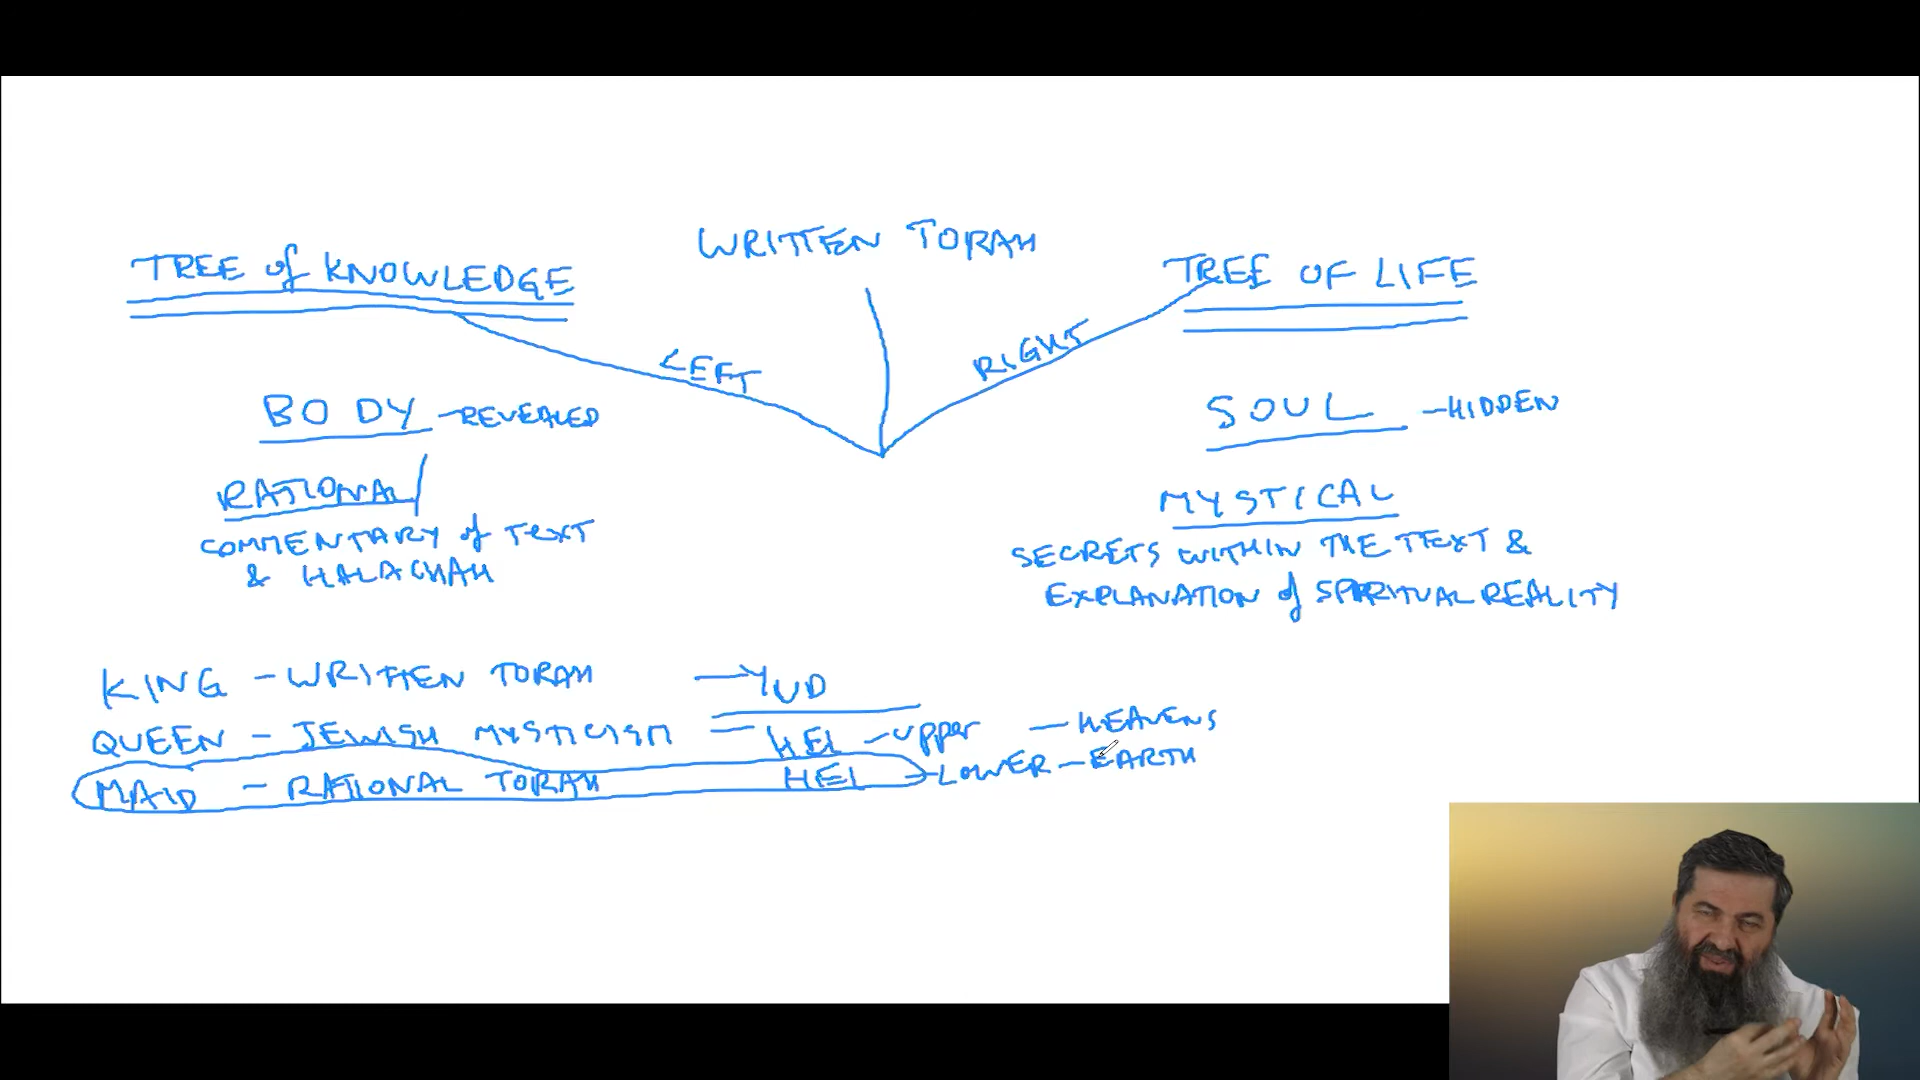 WRITTEN TORAH
TREE of KNOWLEDGE
TREE OF LIFE
LEFT
RIGHT
BODY - REVEALED
SOUL - HIDDEN
RATIONAL
MYSTICAL
COMMENTARY of TEXT
& HALACHAH
SECRETS WITHIN THE TEXT &
EXPLANATION of SPIRITUAL REALITY
KING - WRITTEN TORAH - YUD
QUEEN - JEWISH MYSTICISM = HEI - upper - HEAVENS
MAID - RATIONAL TORAH HEI - LOWER - EARTH